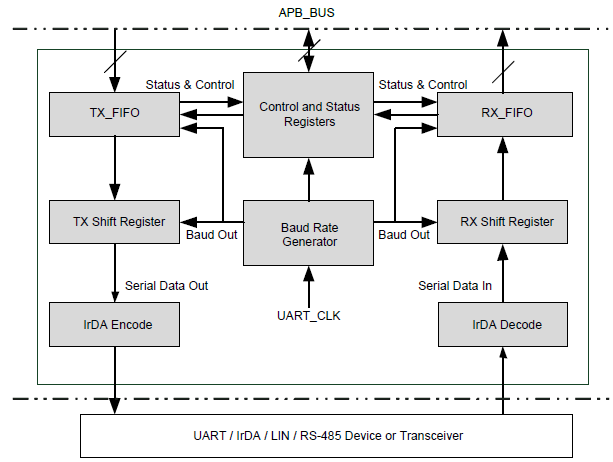 APB_BUS
Status & Control
Status & Control
TX_FIFO
Control and Status
Registers
RX_FIFO
TX Shift Register
Baud Out
Baud Rate
Generator
Baud Out
RX Shift Register
Serial Data Out
Serial Data In
UART_CLK
IrDA Encode
IrDA Decode
UART / IrDA / LIN / RS-485 Device or Transceiver